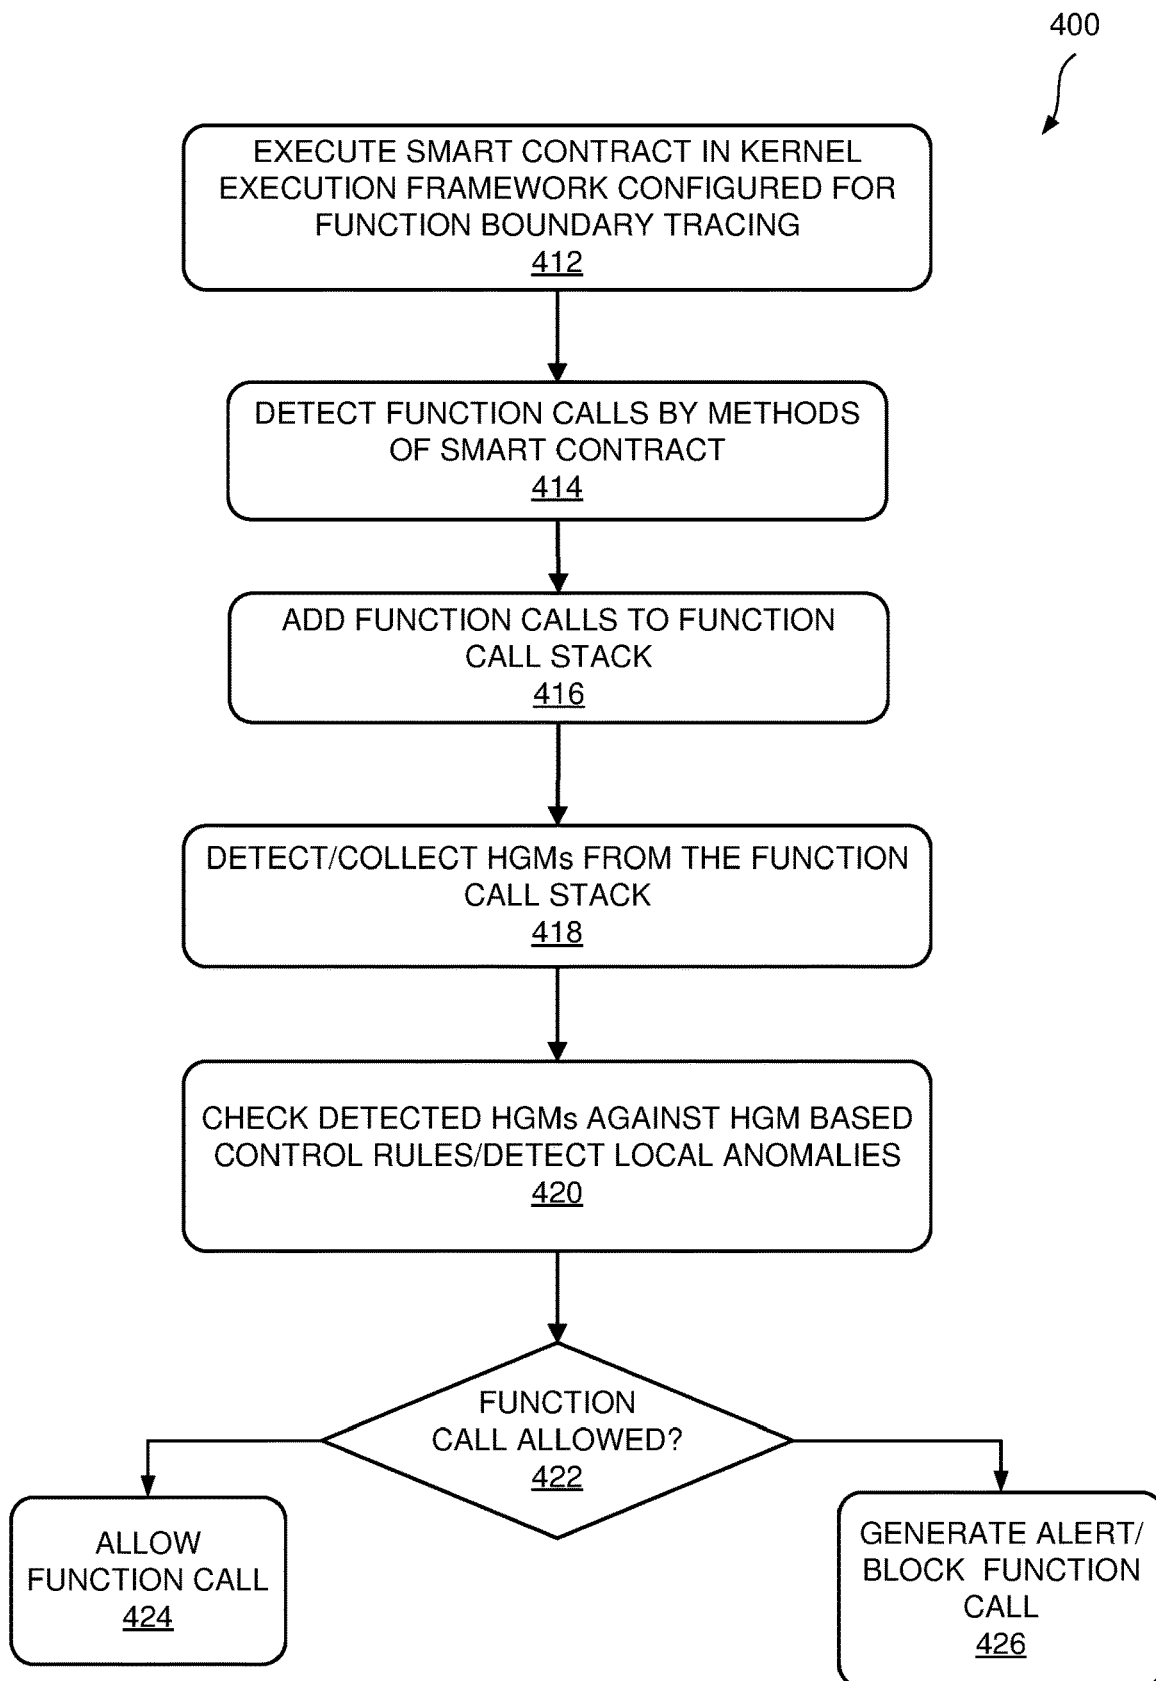 400
EXECUTE SMART CONTRACT IN KERNEL
EXECUTION FRAMEWORK CONFIGURED FOR
FUNCTION BOUNDARY TRACING
412
DETECT FUNCTION CALLS BY METHODS
OF SMART CONTRACT
414
ADD FUNCTION CALLS TO FUNCTION
CALL STACK
416
DETECT/COLLECT HGMs FROM THE FUNCTION
CALL STACK
418
CHECK DETECTED HGMs AGAINST HGM BASED
CONTROL RULES/DETECT LOCAL ANOMALIES
420
FUNCTION
CALL ALLOWED?
422
ALLOW
FUNCTION CALL
424
GENERATE ALERT/
BLOCK FUNCTION
CALL
426